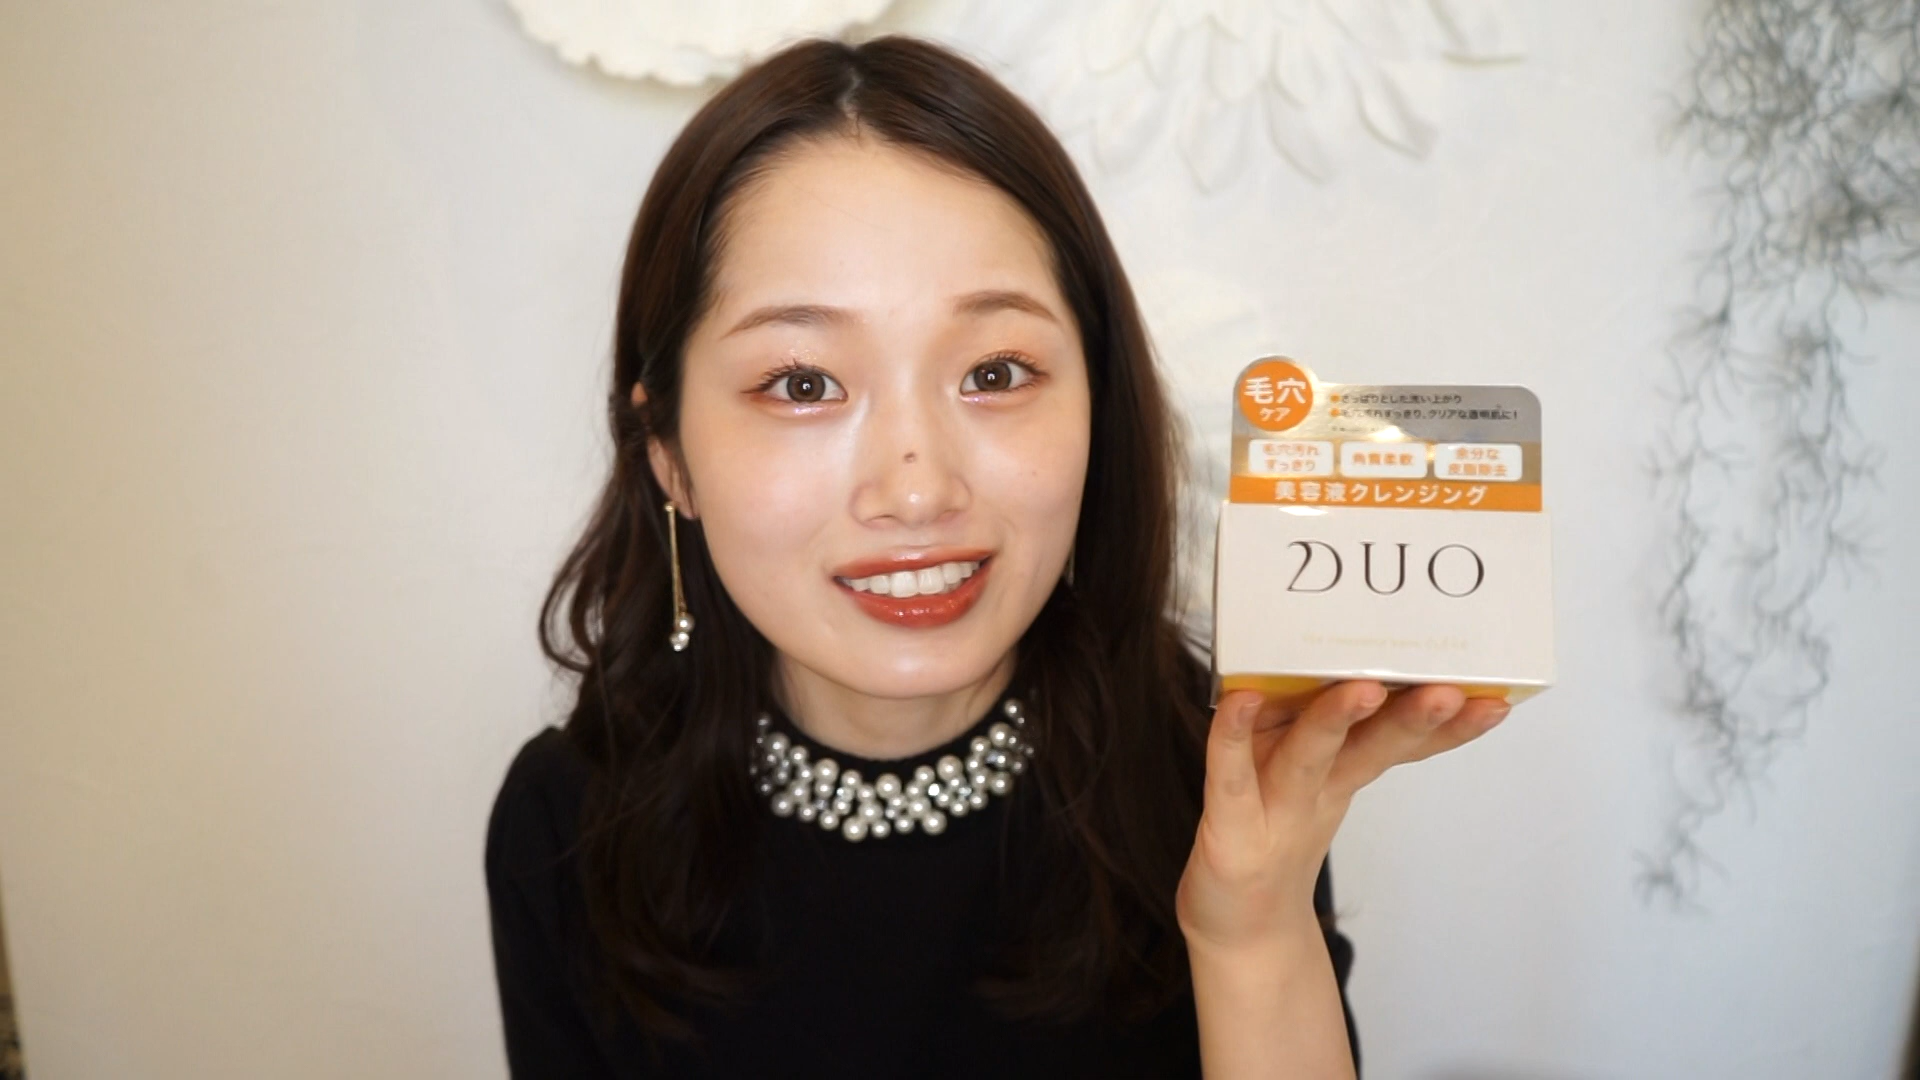 毛穴
ケア
さっぱりとした洗い上がり
毛穴汚れすっきり、クリアな透明肌に!
毛穴汚れ
すっきり
角質柔軟
余分な
皮脂除去
美容液クレンジング
DUO